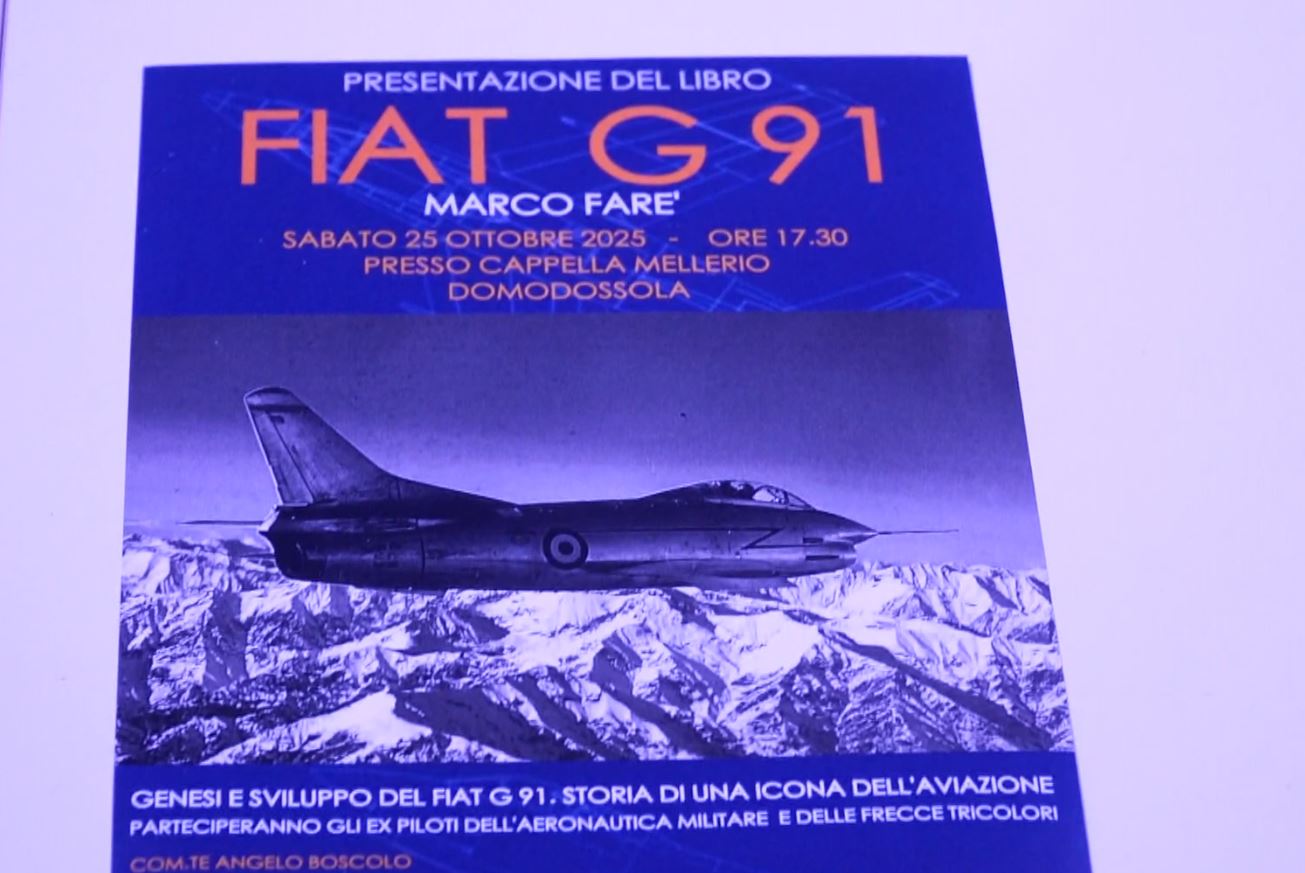 PRESENTAZIONE DEL LIBRO
FIAT G 91
MARCO FARE'
SABATO 25 OTTOBRE 2025 - ORE 17.30
PRESSO CAPPELLA MELLERIO
DOMODOSSOLA
GENESI E SVILUPPO DEL FIAT G 91. STORIA DI UNA ICONA DELL'AVIAZIONE
PARTECIPERANNO GLI EX PILOTI DELL'AERONAUTICA MILITARE E DELLE FRECCE TRICOLORI
COM.TE ANGELO BOSCOLO